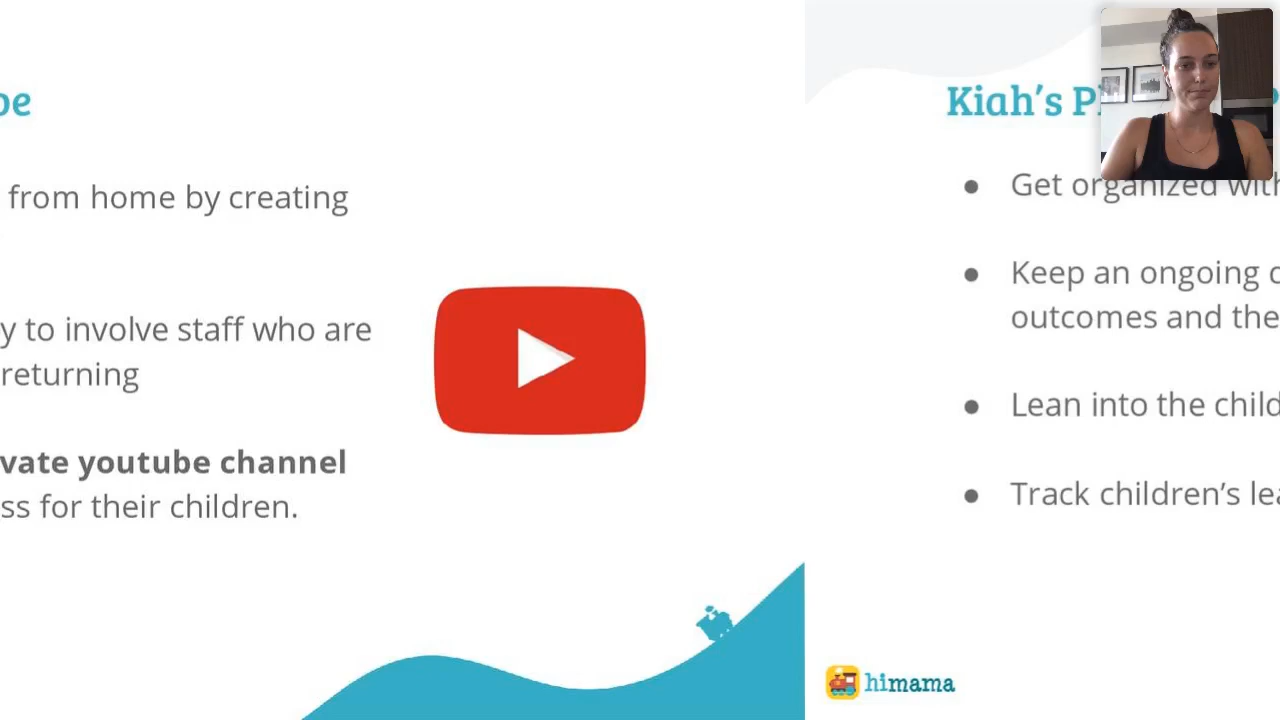 be
from home by creating
y to involve staff who are
returning
vate youtube channel
ss for their children.
Kiah's P
● Get organized with
● Keep an ongoing c
outcomes and the
● Lean into the child
● Track children's lea
himama